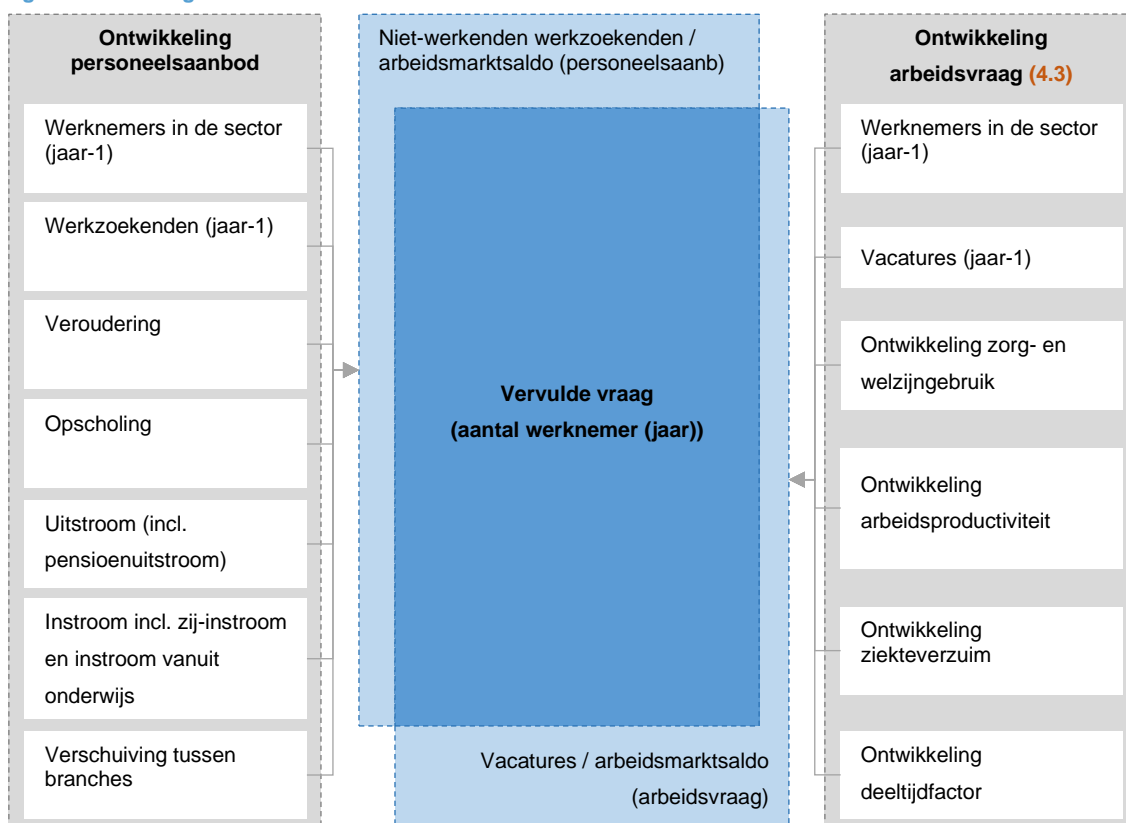 Ontwikkeling
personeelsaanbod
Werknemers in de sector
(jaar-1)
Werkzoekenden (jaar-1)
Veroudering
Opscholing
Uitstroom (incl.
pensioenuitstroom)
Instroom incl. zij-instroom
en instroom vanuit
onderwijs
Verschuiving tussen
branches
Niet-werkenden werkzoekenden /
arbeidsmarktsaldo (personeelsaanb)
Vervulde vraag
(aantal werknemer (jaar))
Vacatures / arbeidsmarktsaldo
(arbeidsvraag)
Ontwikkeling
arbeidsvraag (4.3)
Werknemers in de sector
(jaar-1)
Vacatures (jaar-1)
Ontwikkeling zorg- en
welzijngebruik
Ontwikkeling
arbeidsproductiviteit
Ontwikkeling
ziekteverzuim
Ontwikkeling
deeltijdfactor